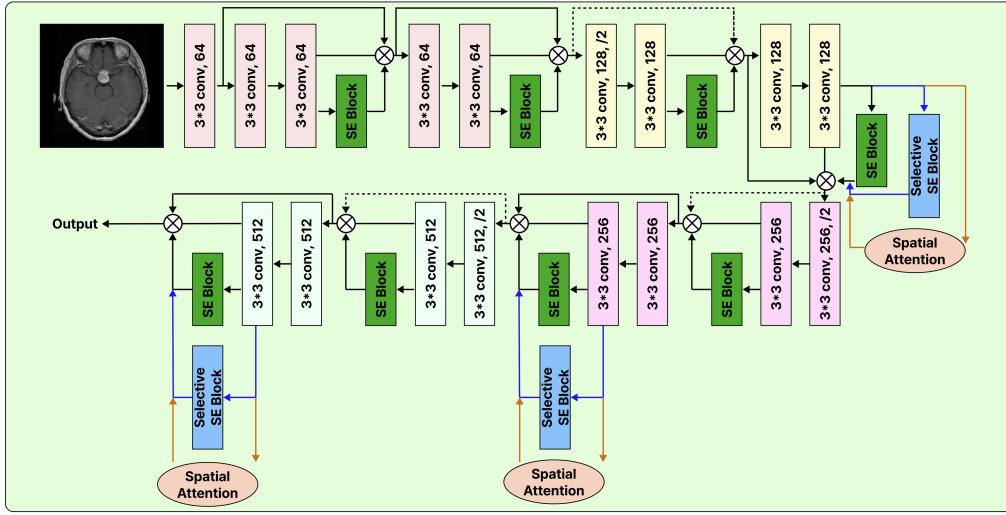 3*3 conv, 64
3*3 conv, 64
3*3 conv, 64
SE Block
3*3 conv, 64
3*3 conv, 64
SE Block
3*3 conv, 128, /2
3*3 conv, 128
SE Block
3*3 conv, 128
3*3 conv, 128
SE Block
Selective
SE Block
Spatial
Attention
Output
3*3 conv, 512
SE Block
3*3 conv, 512
3*3 conv, 512
SE Block
3*3 conv, 512, /2
3*3 conv, 256
SE Block
3*3 conv, 256
3*3 conv, 256
SE Block
3*3 conv, 256, /2
Selective
SE Block
Spatial
Attention
Selective
SE Block
Spatial
Attention